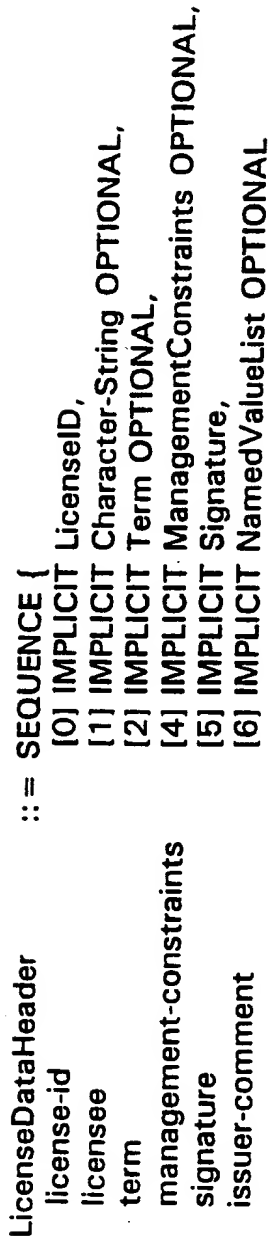 LicenseDataHeader ::= SEQUENCE {
license-id [0] IMPLICIT LicenseID,
licensee [1] IMPLICIT Character-String OPTIONAL,
term [2] IMPLICIT Term OPTIONAL,
management-constraints [4] IMPLICIT ManagementConstraints OPTIONAL,
signature [5] IMPLICIT Signature,
issuer-comment [6] IMPLICIT NamedValueList OPTIONAL